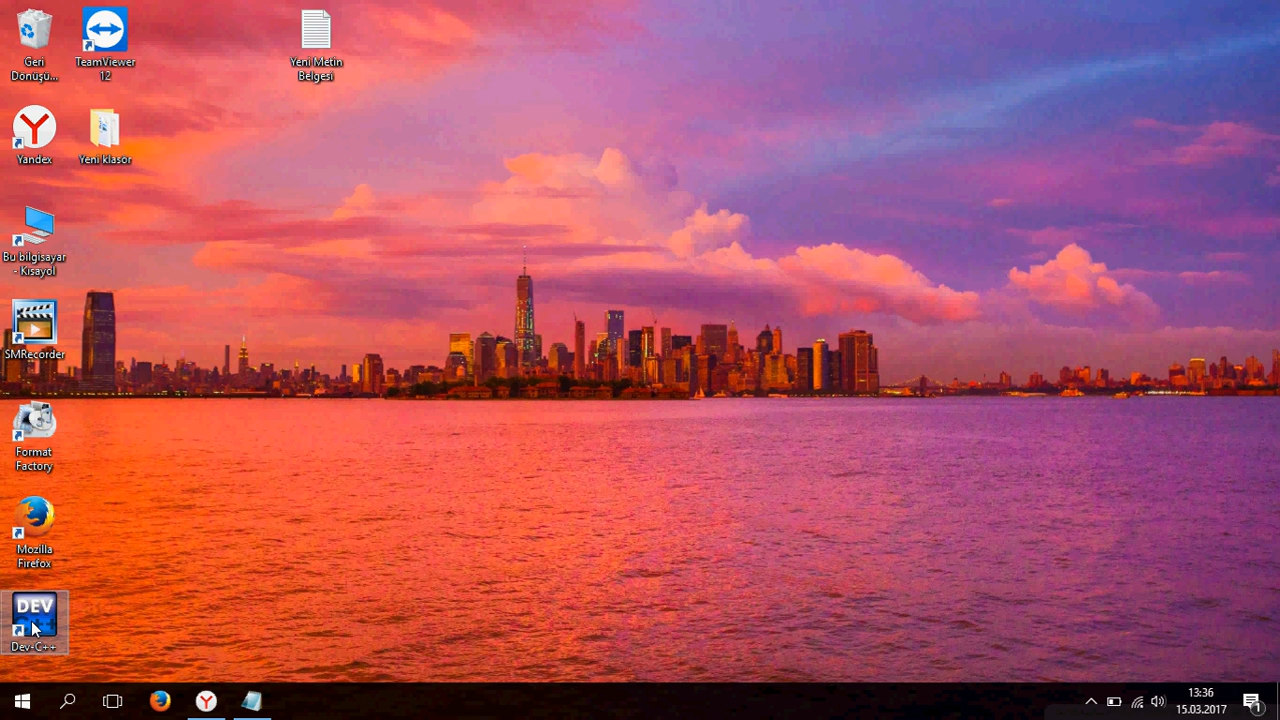 Geri
Dönüşü...
TeamViewer
12
Yeni Metin
Belgesi
Yandex
Yeni klasör
Bu bilgisayar
- Kısayol
SMRecorder
Format
Factory
Mozilla
Firefox
DEV
Dev-C++
13:36
15.03.2017
1